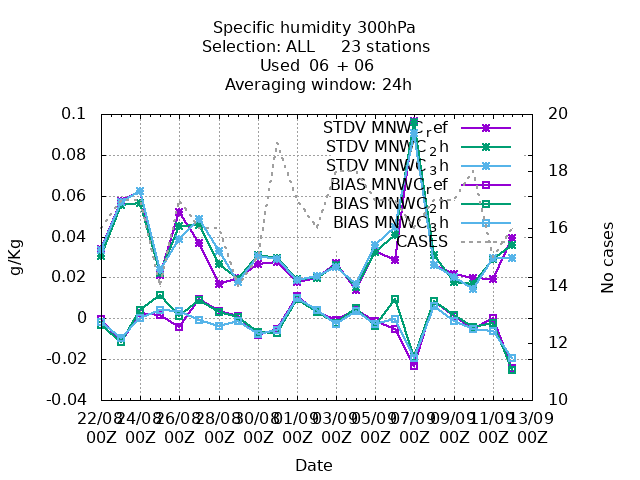 Specific humidity 300hPa
Selection: ALL 23 stations
Used 06 + 06
Averaging window: 24h
0.1
0.08
0.06
0.04
0.02
0
-0.02
-0.04
g/Kg
20
18
16
14
12
10
No cases
STDV MNWC_ref
STDV MNWC_2h
STDV MNWC_3h
BIAS MNWC_ref
BIAS MNWC_2h
BIAS MNWC_3h
CASES
22/08 24/08 26/08 28/08 30/08 01/09 03/09 05/09 07/09 09/09 11/09 13/09
00Z 00Z 00Z 00Z 00Z 00Z 00Z 00Z 00Z 00Z 00Z 00Z
Date